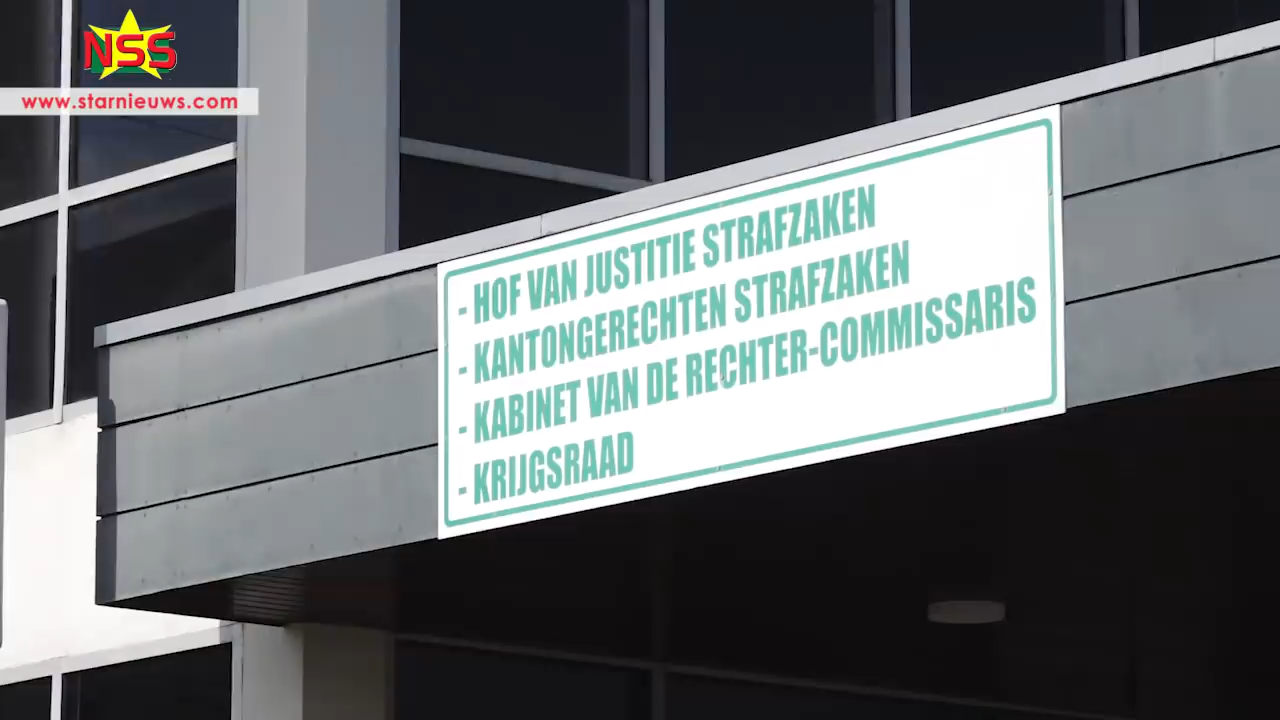 NSS
www.starnieuws.com
- HOF VAN JUSTITIE STRAFZAKEN
- KANTONGERECHTEN STRAFZAKEN
- KABINET VAN DE RECHTER-COMMISSARIS
- KRIJGSRAAD